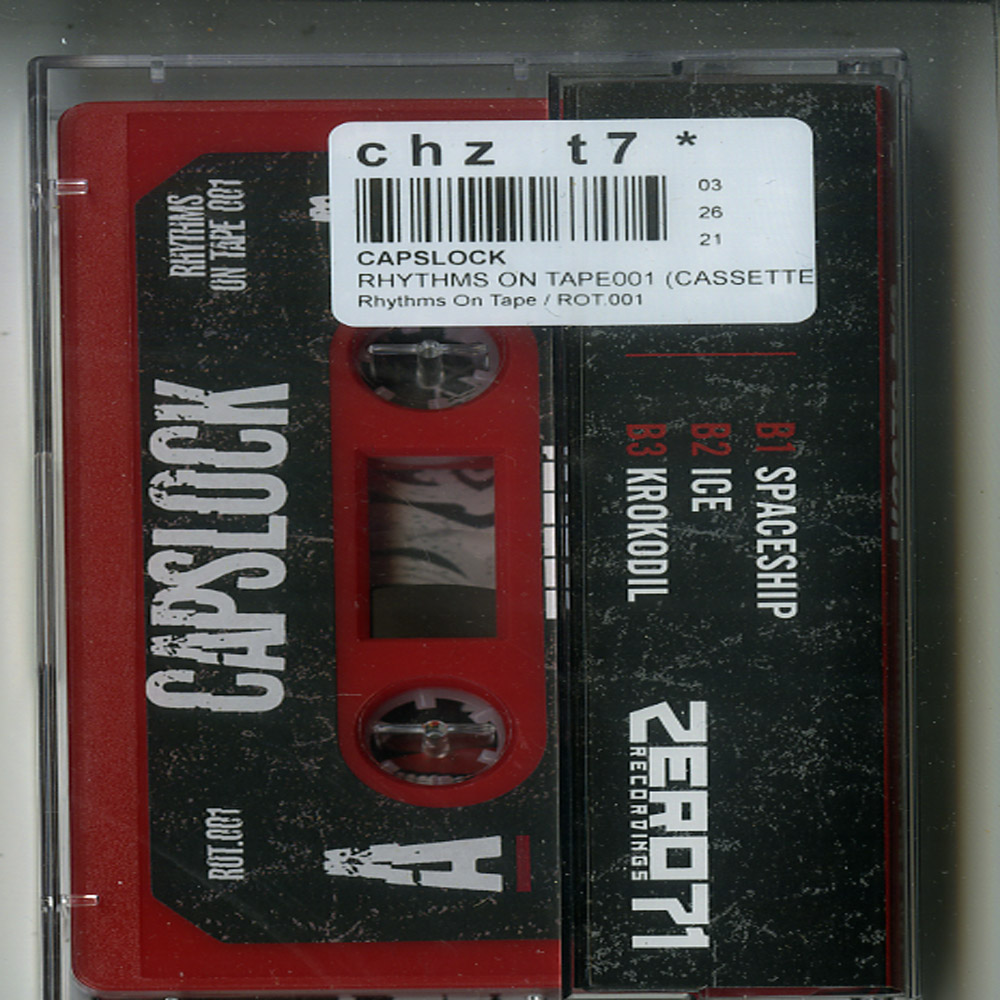 chz t7 *
03
26
21
CAPSLOCK
RHYTHMS ON TAPE001 (CASSETTE
Rhythms On Tape / ROT.001
RHYTHMS
ON TAPE 001
CAPSLOCK
ROT.001
A
B1 SPACESHIP
B2 ICE
B3 KROKODIL
ZERO71
RECORDINGS